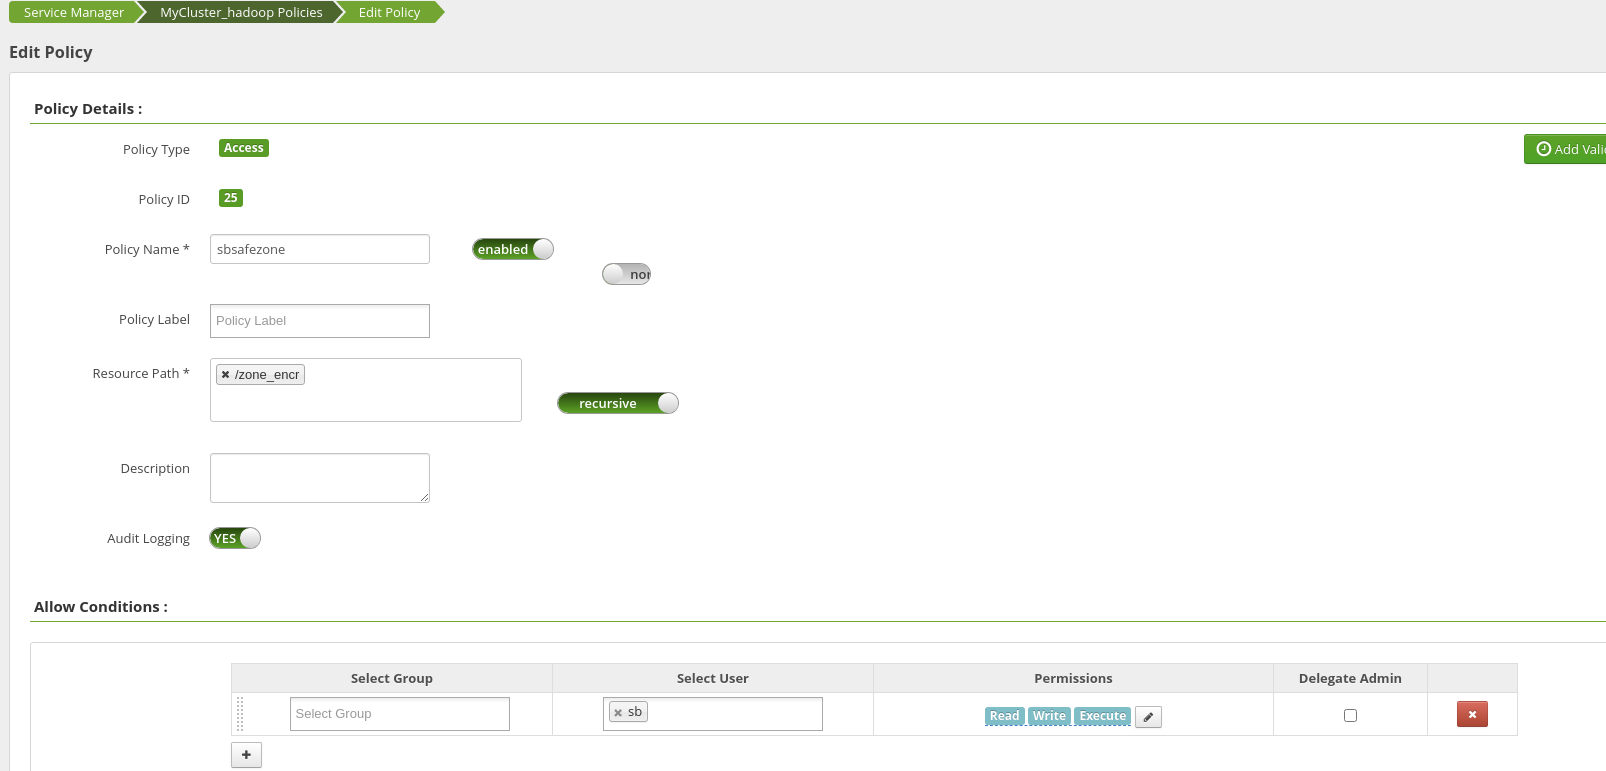 Service Manager MyCluster_hadoop Policies Edit Policy
Edit Policy
Policy Details :
Policy Type Access
Add Vali
Policy ID 25
Policy Name * sbsafezone enabled
nor
Policy Label Policy Label
Resource Path * ✖ /zone_encr
recursive
Description
Audit Logging YES
Allow Conditions :
Select Group Select User Permissions Delegate Admin
Select Group ✖ sb Read Write Execute
+